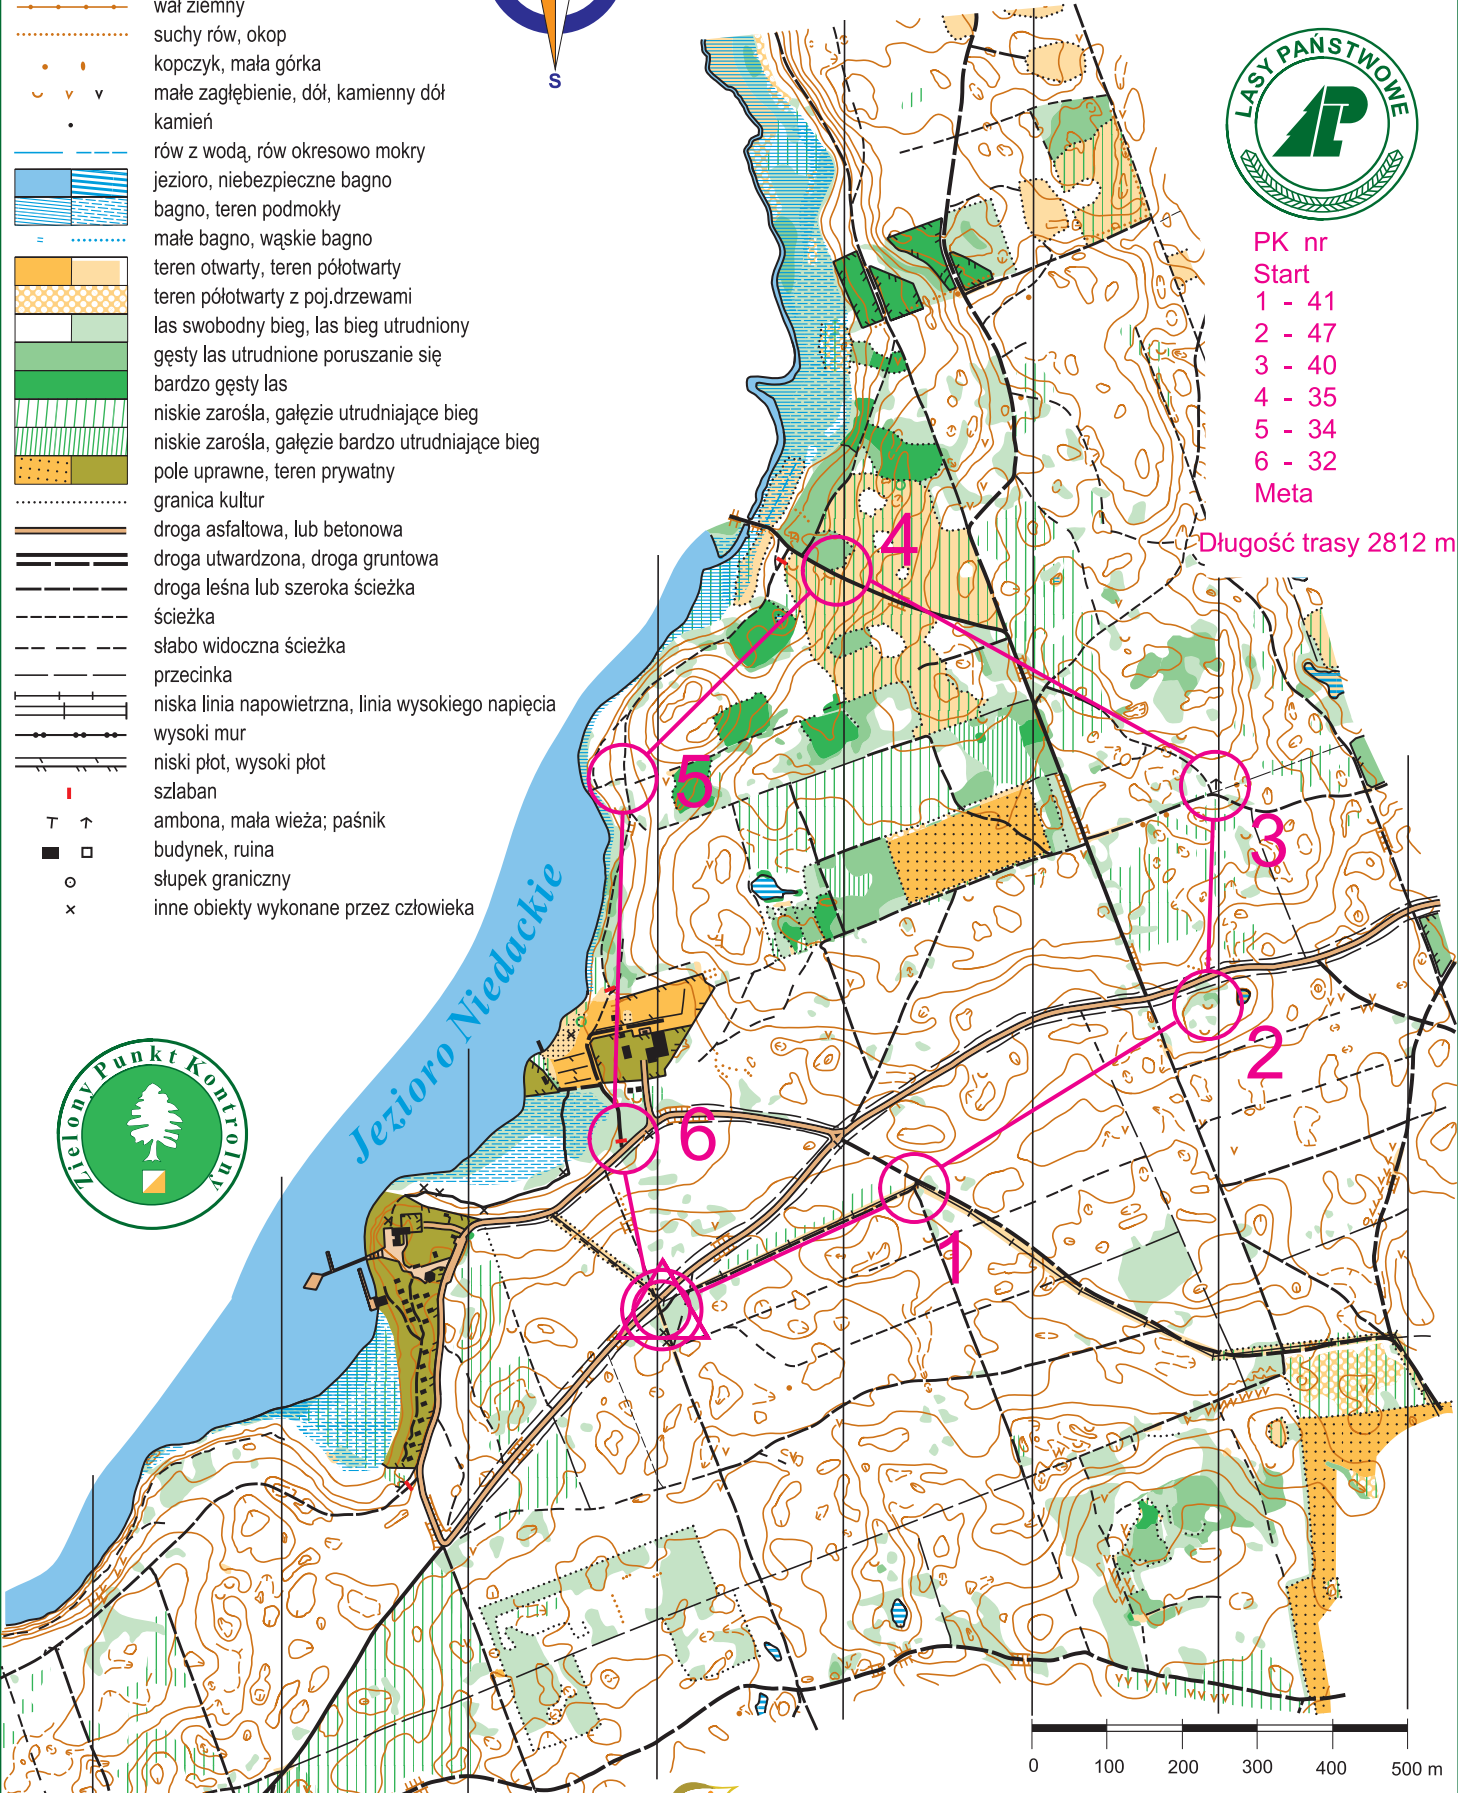 wał ziemny
suchy rów, okop
kopczyk, mała górka
małe zagłębienie, dół, kamienny dół
kamień
rów z wodą, rów okresowo mokry
jezioro, niebezpieczne bagno
bagno, teren podmokły
małe bagno, wąskie bagno
teren otwarty, teren półotwarty
teren półotwarty z poj.drzewami
las swobodny bieg, las bieg utrudniony
gęsty las utrudnione poruszanie się
bardzo gęsty las
niskie zarośla, gałęzie utrudniające bieg
niskie zarośla, gałęzie bardzo utrudniające bieg
pole uprawne, teren prywatny
granica kultur
droga asfaltowa, lub betonowa
droga utwardzona, droga gruntowa
droga leśna lub szeroka ścieżka
ścieżka
słabo widoczna ścieżka
przecinka
niska linia napowietrzna, linia wysokiego napięcia
wysoki mur
niski płot, wysoki płot
szlaban
ambona, mała wieża; paśnik
budynek, ruina
słupek graniczny
inne obiekty wykonane przez człowieka
S
LASY PAŃSTWOWE
PK nr
Start
1 - 41
2 - 47
3 - 40
4 - 35
5 - 34
6 - 32
Meta
Długość trasy 2812 m
4
5
3
2
6
1
Jezioro Niedackie
Zielony Punkt Kontrolny
0 100 200 300 400 500 m